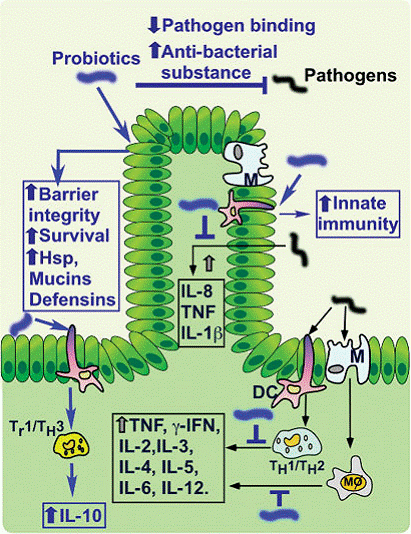 ⬇Pathogen binding
⬆Anti-bacterial
substance
Probiotics
Pathogens
M
⬆Barrier
integrity
⬆Survival
⬆Hsp,
Mucins
Defensins
⬆Innate
immunity
⇧
IL-8
TNF
IL-1β
M
DC
Tr1/TH3
⇧TNF, γ-IFN,
IL-2,IL-3,
IL-4, IL-5,
IL-6, IL-12.
TH1/TH2
MØ
⬆IL-10